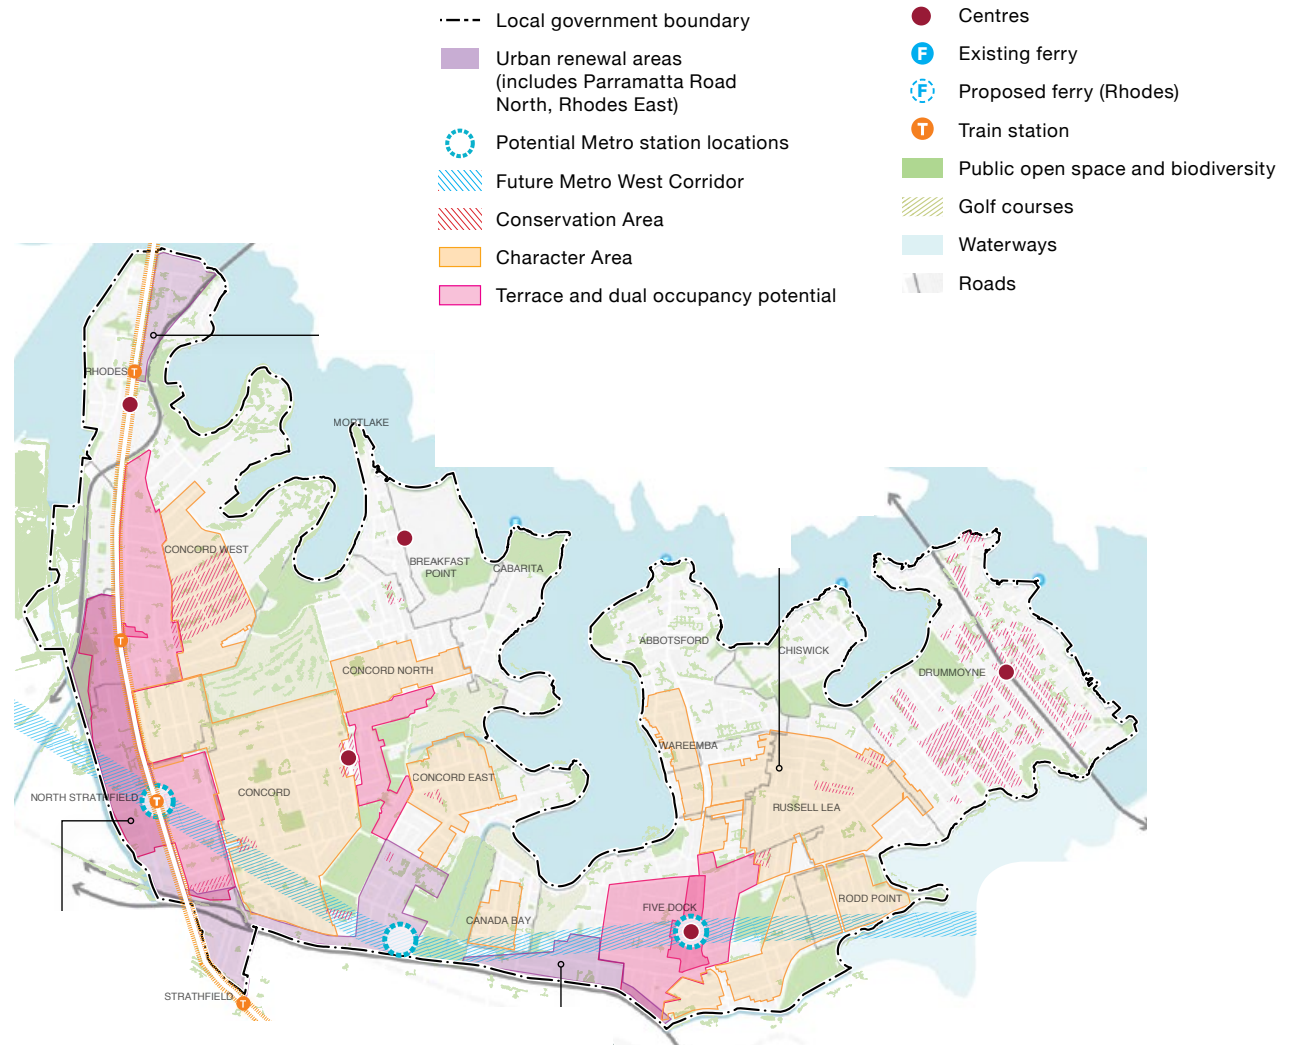 Local government boundary
Urban renewal areas
(includes Parramatta Road
North, Rhodes East)
Potential Metro station locations
Future Metro West Corridor
Conservation Area
Character Area
Terrace and dual occupancy potential
Centres
F
Existing ferry
F
Proposed ferry (Rhodes)
T
Train station
Public open space and biodiversity
Golf courses
Waterways
Roads
RHODES
T
MORTLAKE
CONCORD WEST
BREAKFAST
POINT
CABARITA
T
ABBOTSFORD
CHISWICK
CONCORD NORTH
DRUMMOYNE
WAREEMBA
CONCORD EAST
CONCORD
NORTH STRATHFIELD
T
RUSSELL LEA
FIVE DOCK
RODD POINT
CANADA BAY
STRATHFIELD
T